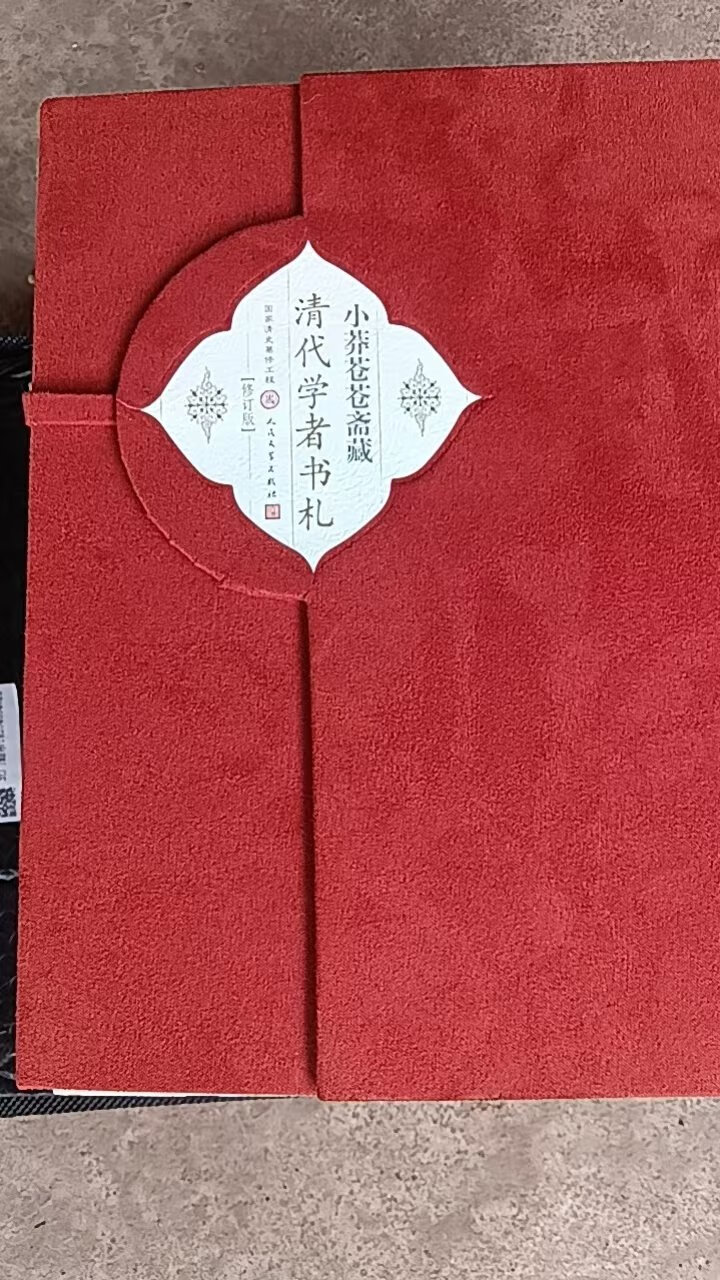 小莽苍苍斋藏
清代学者书札
[修订版]
国家清史纂修工程
人民文学出版社